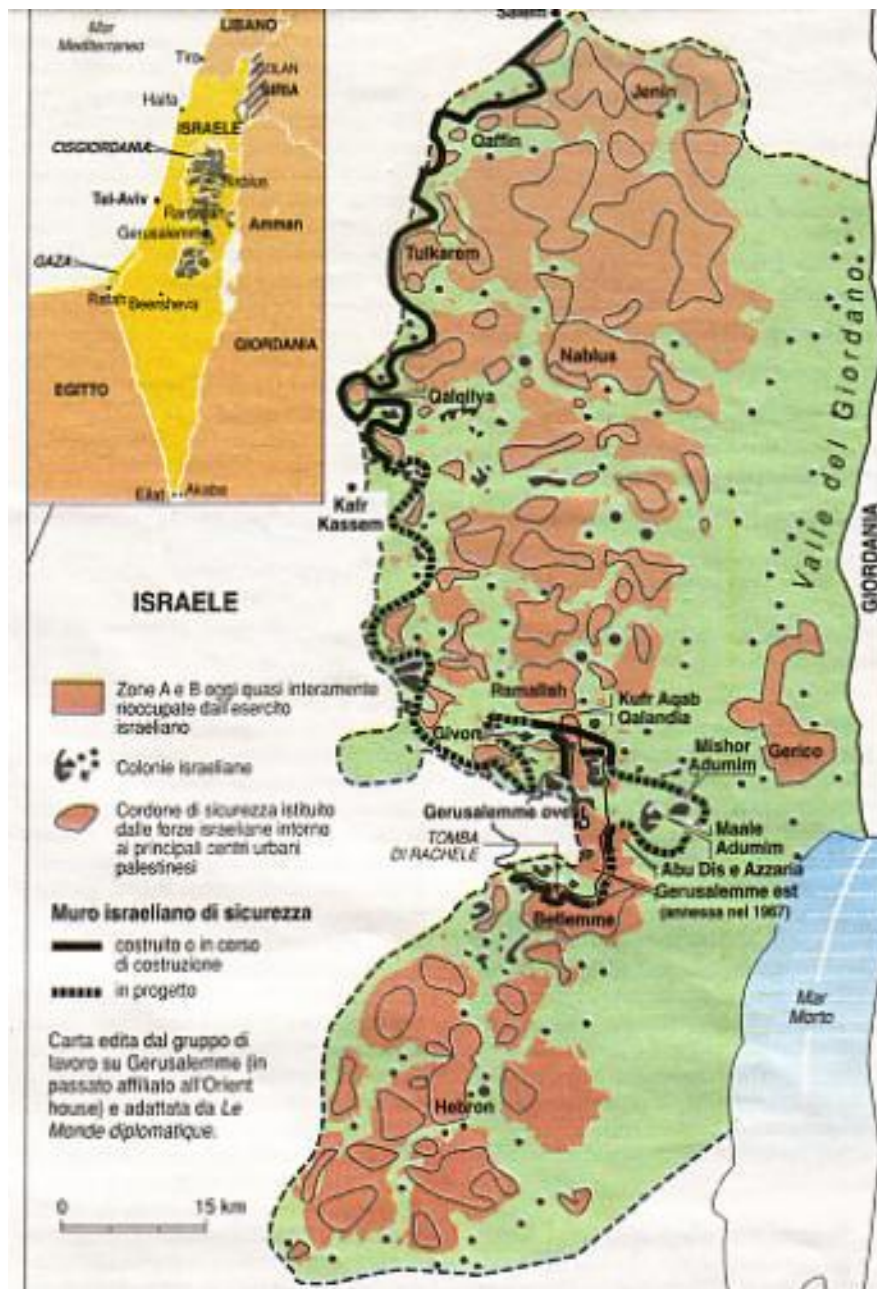 Salem
Mar
Mediterraneo
LIBANO
Tiro
GOLAN
SIRIA
Haifa
ISRAELE
CISGIORDANIA
Nablus
Tel-Aviv
Ramallah
Gerusalemme
Amman
GAZA
Rafah
Beersheva
GIORDANIA
EGITTO
Eilat
Akaba
Jenin
Qaffin
Tulkarem
Nablus
Qalqilya
Kafr
Kassem
Valle del Giordano
GIORDANIA
ISRAELE
Ramallah
Kufr Aqab
Qalandia
Givon
Mishor
Adumim
Gerico
Gerusalemme ovest
TOMBA
DI RACHELE
Maale
Adumim
Abu Dis e Azzaria
Gerusalemme est
(annessa nel 1967)
Betlemme
Mar
Morto
Hebron
Zone A e B oggi quasi interamente
rioccupate dall'esercito
israeliano
Colonie israeliane
Cordone di sicurezza istituito
dalle forze israeliane intorno
ai principali centri urbani
palestinesi
Muro israeliano di sicurezza
costruito o in corso
di costruzione
in progetto
Carta edita dal gruppo di
lavoro su Gerusalemme (in
passato affiliato all'Orient
house) e adattata da Le
Monde diplomatique.
0 15 km